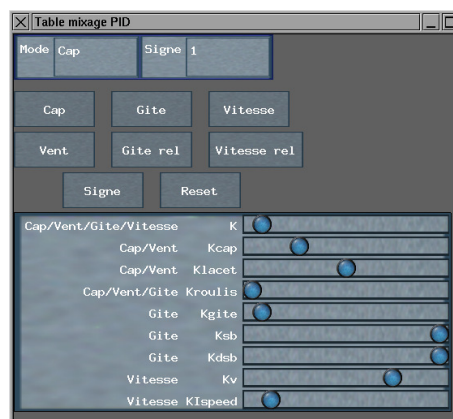 Table mixage PID
Mode Cap Signe 1
Cap Gite Vitesse
Vent Gite rel Vitesse rel
Signe Reset
Cap/Vent/Gite/Vitesse K
Cap/Vent Kcap
Cap/Vent Klacet
Cap/Vent/Gite Kroulis
Gite Kgite
Gite Ksb
Gite Kdsb
Vitesse Kv
Vitesse KIspeed